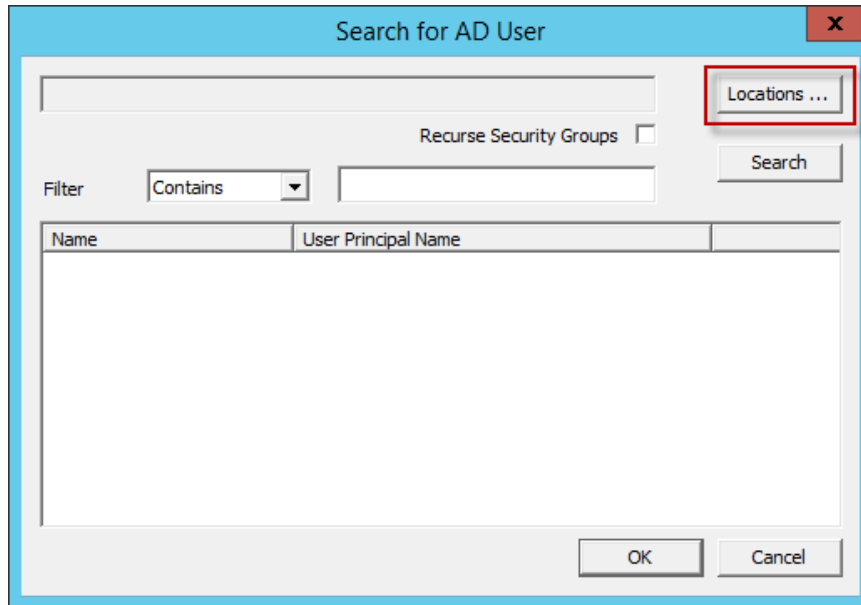 Search for AD User
x
Locations ...
Recurse Security Groups
Search
Filter Contains
Name User Principal Name
OK Cancel